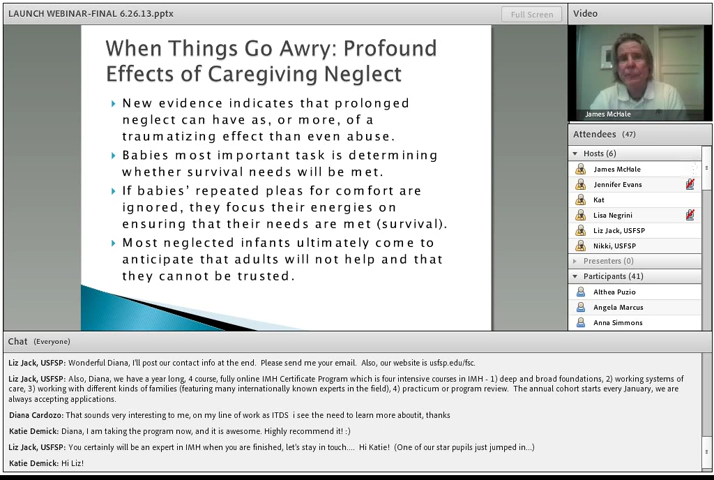 LAUNCH WEBINAR-FINAL 6.26.13.pptx
Full Screen
When Things Go Awry: Profound
Effects of Caregiving Neglect
New evidence indicates that prolonged
neglect can have as, or more, of a
traumatizing effect than even abuse.
Babies most important task is determining
whether survival needs will be met.
If babies' repeated pleas for comfort are
ignored, they focus their energies on
ensuring that their needs are met (survival).
Most neglected infants ultimately come to
anticipate that adults will not help and that
they cannot be trusted.
Video
James McHale
Attendees (47)
Hosts (6)
James McHale
Jennifer Evans
Kat
Lisa Negrini
Liz Jack, USFSP
Nikki, USFSP
Presenters (0)
Participants (41)
Althea Puzio
Angela Marcus
Anna Simmons
Chat (Everyone)
Liz Jack, USFSP: Wonderful Diana, I'll post our contact info at the end. Please send me your email. Also, our website is usfsp.edu/fsc.
Liz Jack, USFSP: Also, Diana, we have a year long, 4 course, fully online IMH Certificate Program which is four intensive courses in IMH - 1) deep and broad foundations, 2) working systems of
care, 3) working with different kinds of families (featuring many internationally known experts in the field), 4) practicum or program review. The annual cohort starts every January, we are
always accepting applications.
Diana Cardozo: That sounds very interesting to me, on my line of work as ITDS i see the need to learn more aboutit, thanks
Katie Demick: Diana, I am taking the program now, and it is awesome. Highly recommend it! :)
Liz Jack, USFSP: You certainly will be an expert in IMH when you are finished, let's stay in touch.... Hi Katie! (One of our star pupils just jumped in...)
Katie Demick: Hi Liz!